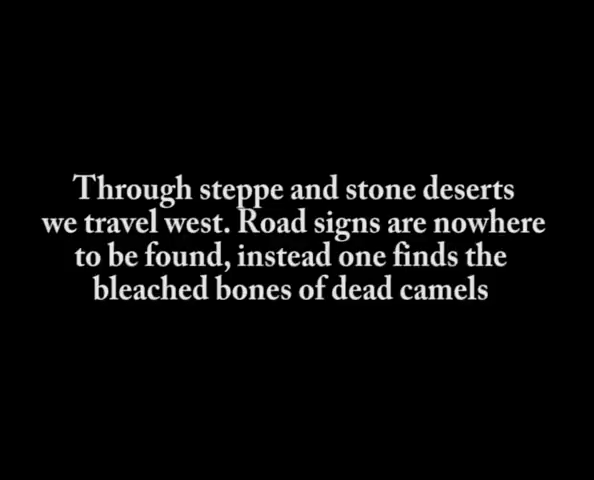 Through steppe and stone deserts
we travel west. Road signs are nowhere
to be found, instead one finds the
bleached bones of dead camels